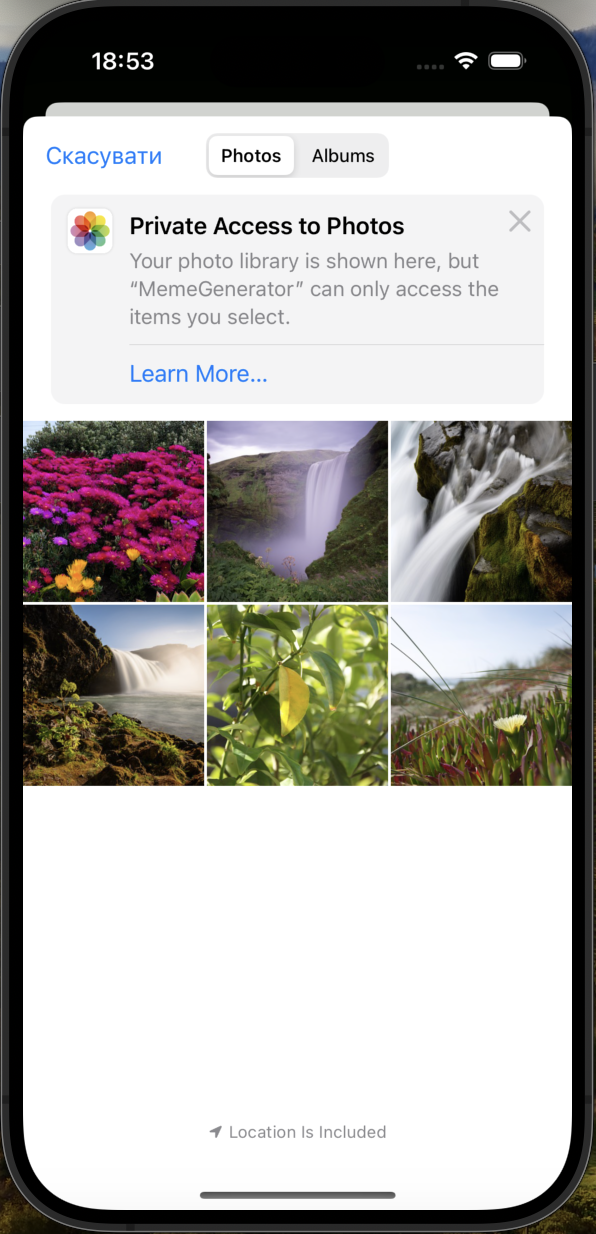 18:53
Скасувати
Photos
Albums
Private Access to Photos
Your photo library is shown here, but
“MemeGenerator” can only access the
items you select.
Learn More...
Location Is Included